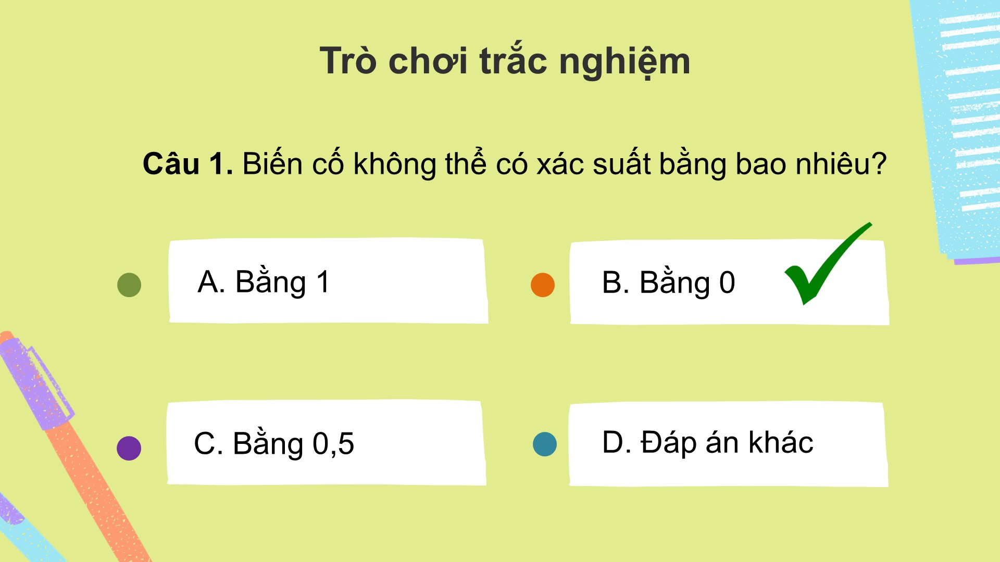 Trò chơi trắc nghiệm
Câu 1. Biến cố không thể có xác suất bằng bao nhiêu?
A. Bằng 1
B. Bằng 0
C. Bằng 0,5
D. Đáp án khác